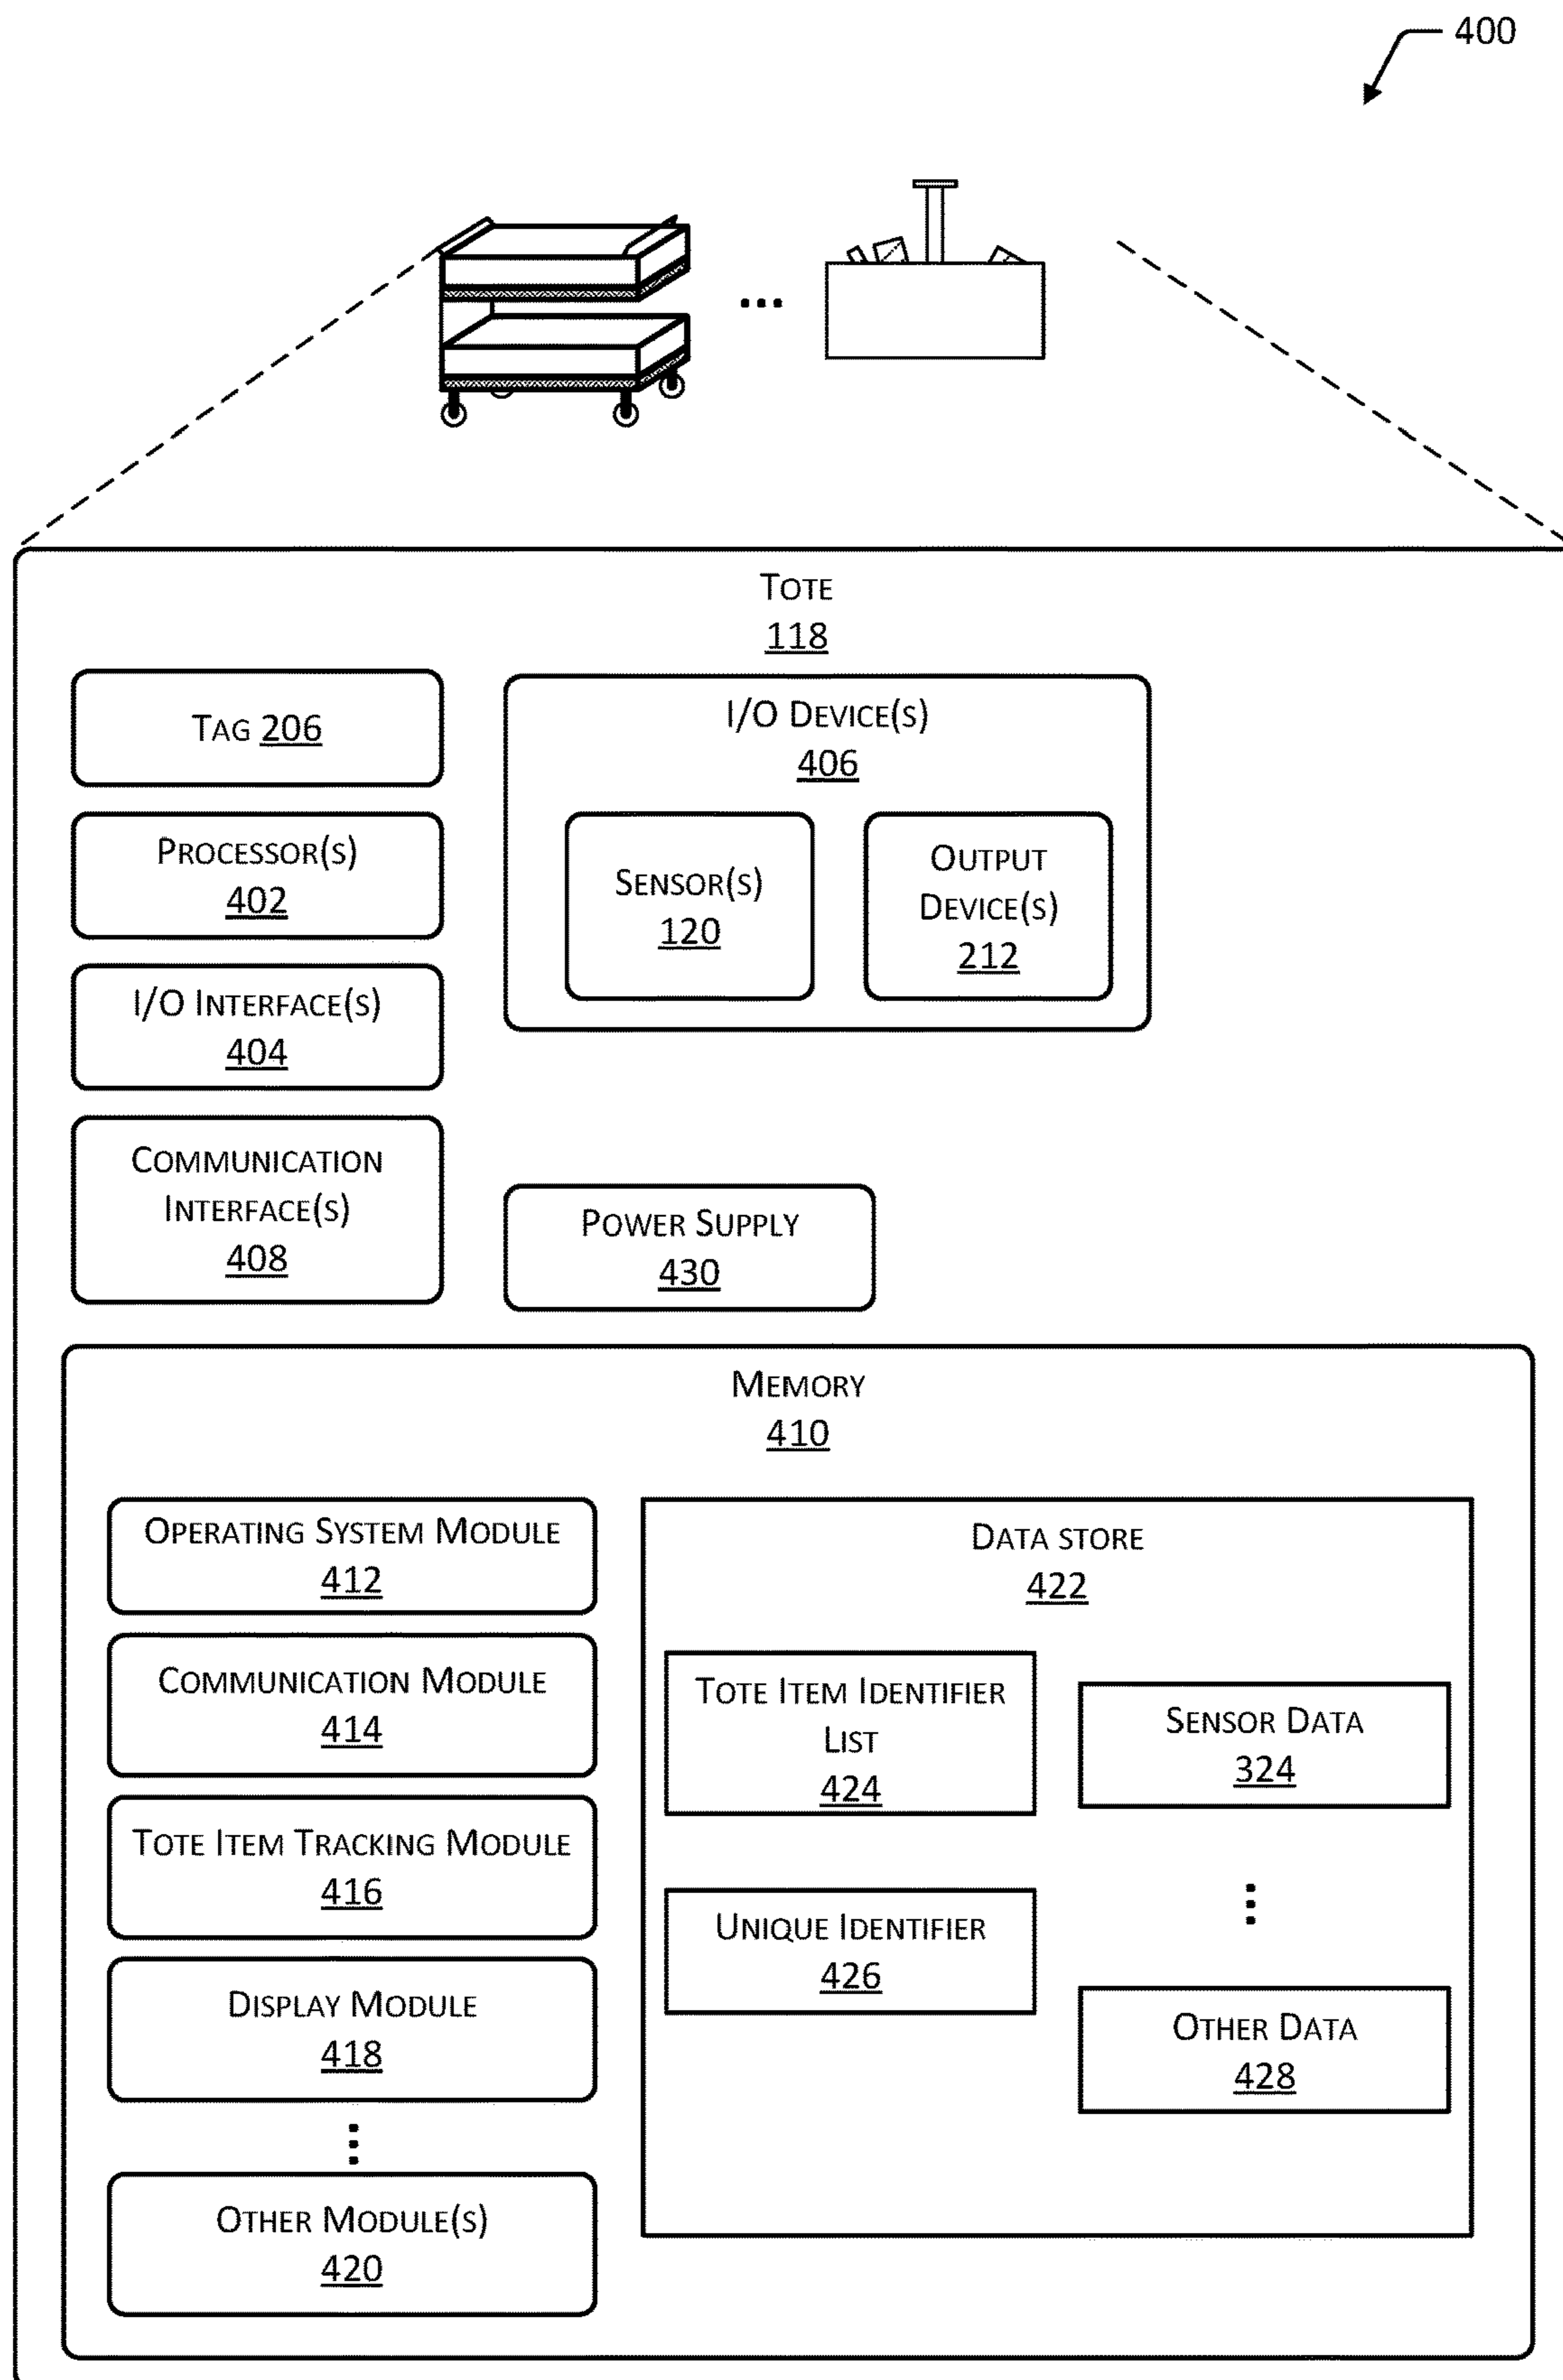 400
TOTE
118
TAG 206
PROCESSOR(S)
402
I/O INTERFACE(S)
404
COMMUNICATION
INTERFACE(S)
408
I/O DEVICE(S)
406
SENSOR(S)
120
OUTPUT
DEVICE(S)
212
POWER SUPPLY
430
MEMORY
410
OPERATING SYSTEM MODULE
412
COMMUNICATION MODULE
414
TOTE ITEM TRACKING MODULE
416
DISPLAY MODULE
418
OTHER MODULE(S)
420
DATA STORE
422
TOTE ITEM IDENTIFIER
LIST
424
UNIQUE IDENTIFIER
426
SENSOR DATA
324
OTHER DATA
428